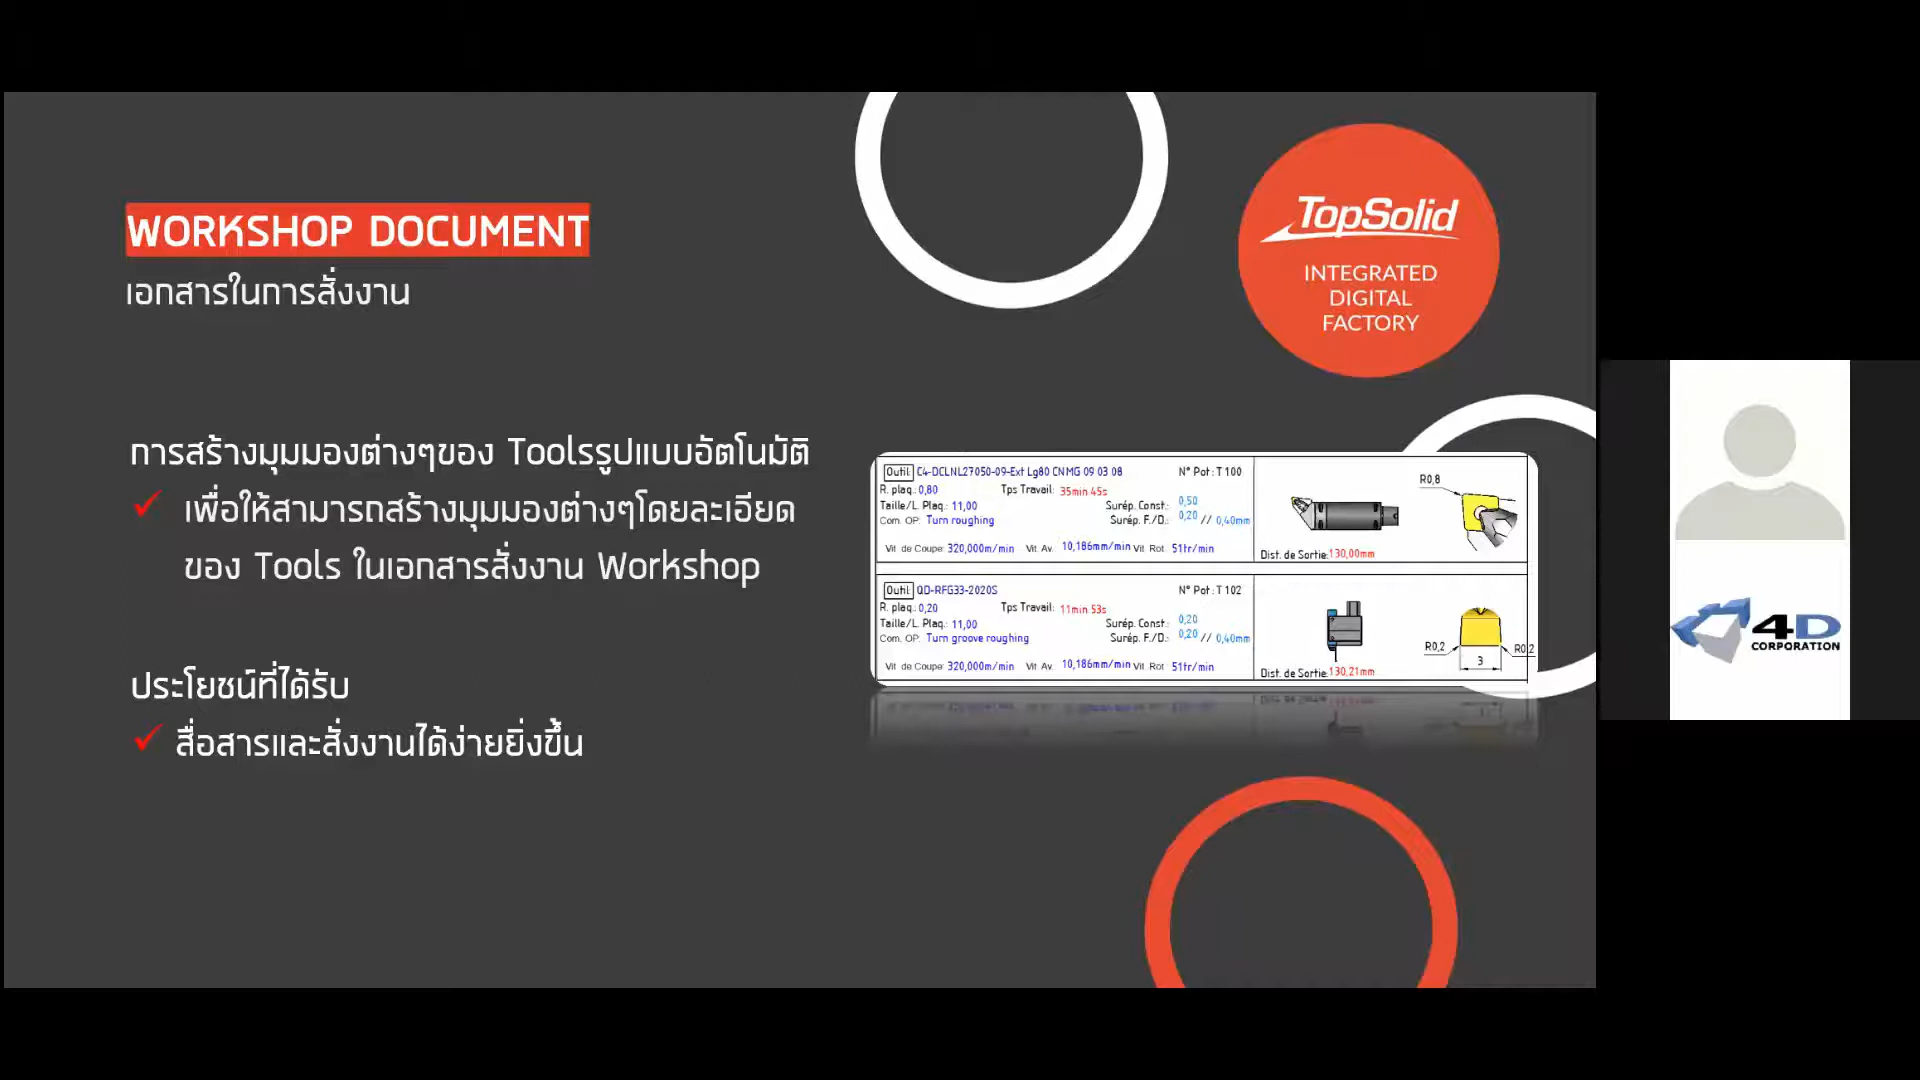 WORKSHOP DOCUMENT
เอกสารในการสั่งงาน
TopSolid
INTEGRATED
DIGITAL
FACTORY
การสร้างมุมมองต่างๆของ Toolsรูปแบบอัตโนมัติ
เพื่อให้สามารถสร้างมุมมองต่างๆโดยละเอียด
ของ Tools ในเอกสารสั่งงาน Workshop
ประโยชน์ที่ได้รับ
สื่อสารและสั่งงานได้ง่ายยิ่งขึ้น
Outil C4-DCLNL27050-09-Ext Lg80 CNMG 09 03 08 N° Pot: T 100
R. plaq.: 0,80 Tps Travail: 35min 45s
Taille/L. Plaq.: 11,00 Surép. Const.: 0,50
Com. OP: Turn roughing Surép. F./D.: 0,20 // 0,40mm
Vit de Coupe: 320,000m/min Vit. Av. 10,186mm/min Vit. Rot 51tr/min
Dist. de Sortie: 130,00mm
R0,8
Outil QD-RFG33-2020S N° Pot: T 102
R. plaq.: 0,20 Tps Travail: 11min 53s
Taille/L. Plaq.: 11,00 Surép. Const.: 0,20
Com. OP: Turn groove roughing Surép. F./D.: 0,20 // 0,40mm
Vit de Coupe: 320,000m/min Vit. Av. 10,186mm/min Vit. Rot 51tr/min
Dist. de Sortie: 130,21mm
R0,2 3 R0,2
4D
CORPORATION